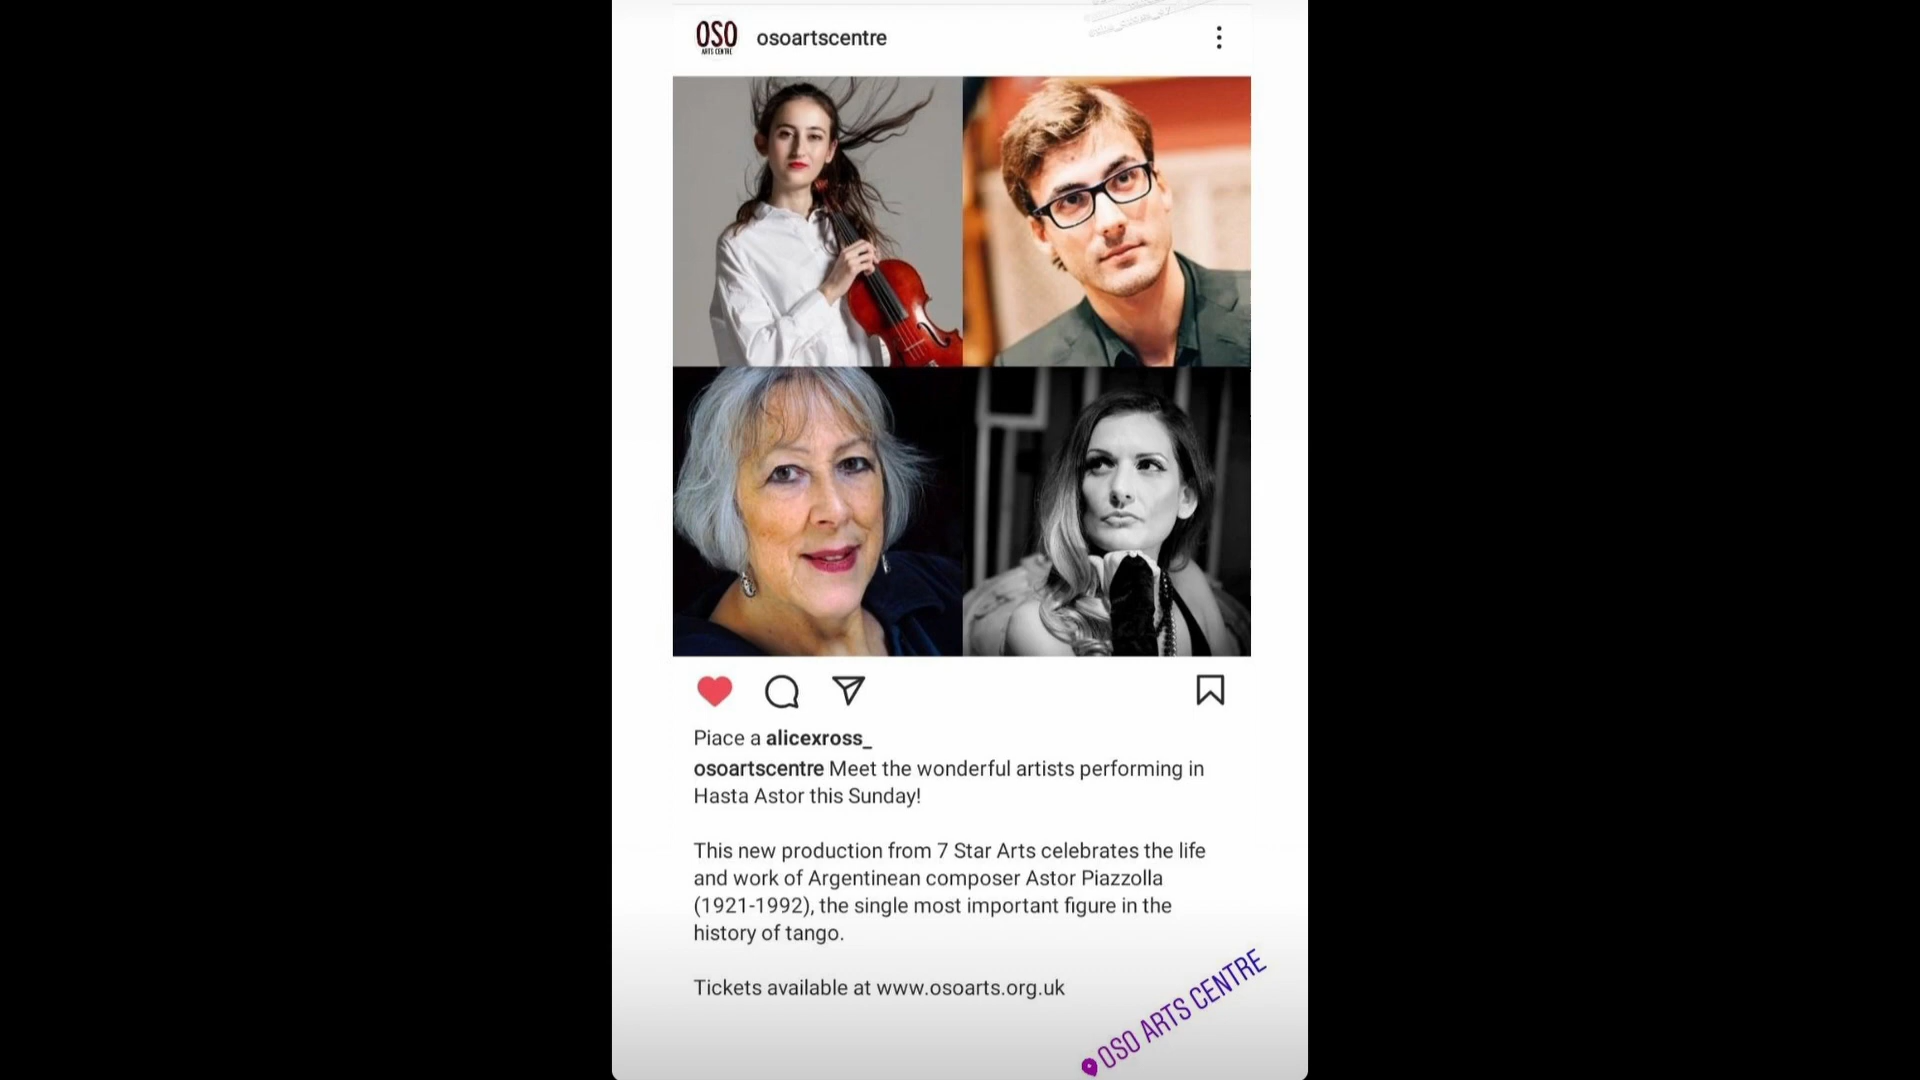 OSO
ARTS CENTRE
osoartscentre
Piace a alicexross_
osoartscentre Meet the wonderful artists performing in
Hasta Astor this Sunday!
This new production from 7 Star Arts celebrates the life
and work of Argentinean composer Astor Piazzolla
(1921-1992), the single most important figure in the
history of tango.
Tickets available at www.osoarts.org.uk
OSO ARTS CENTRE